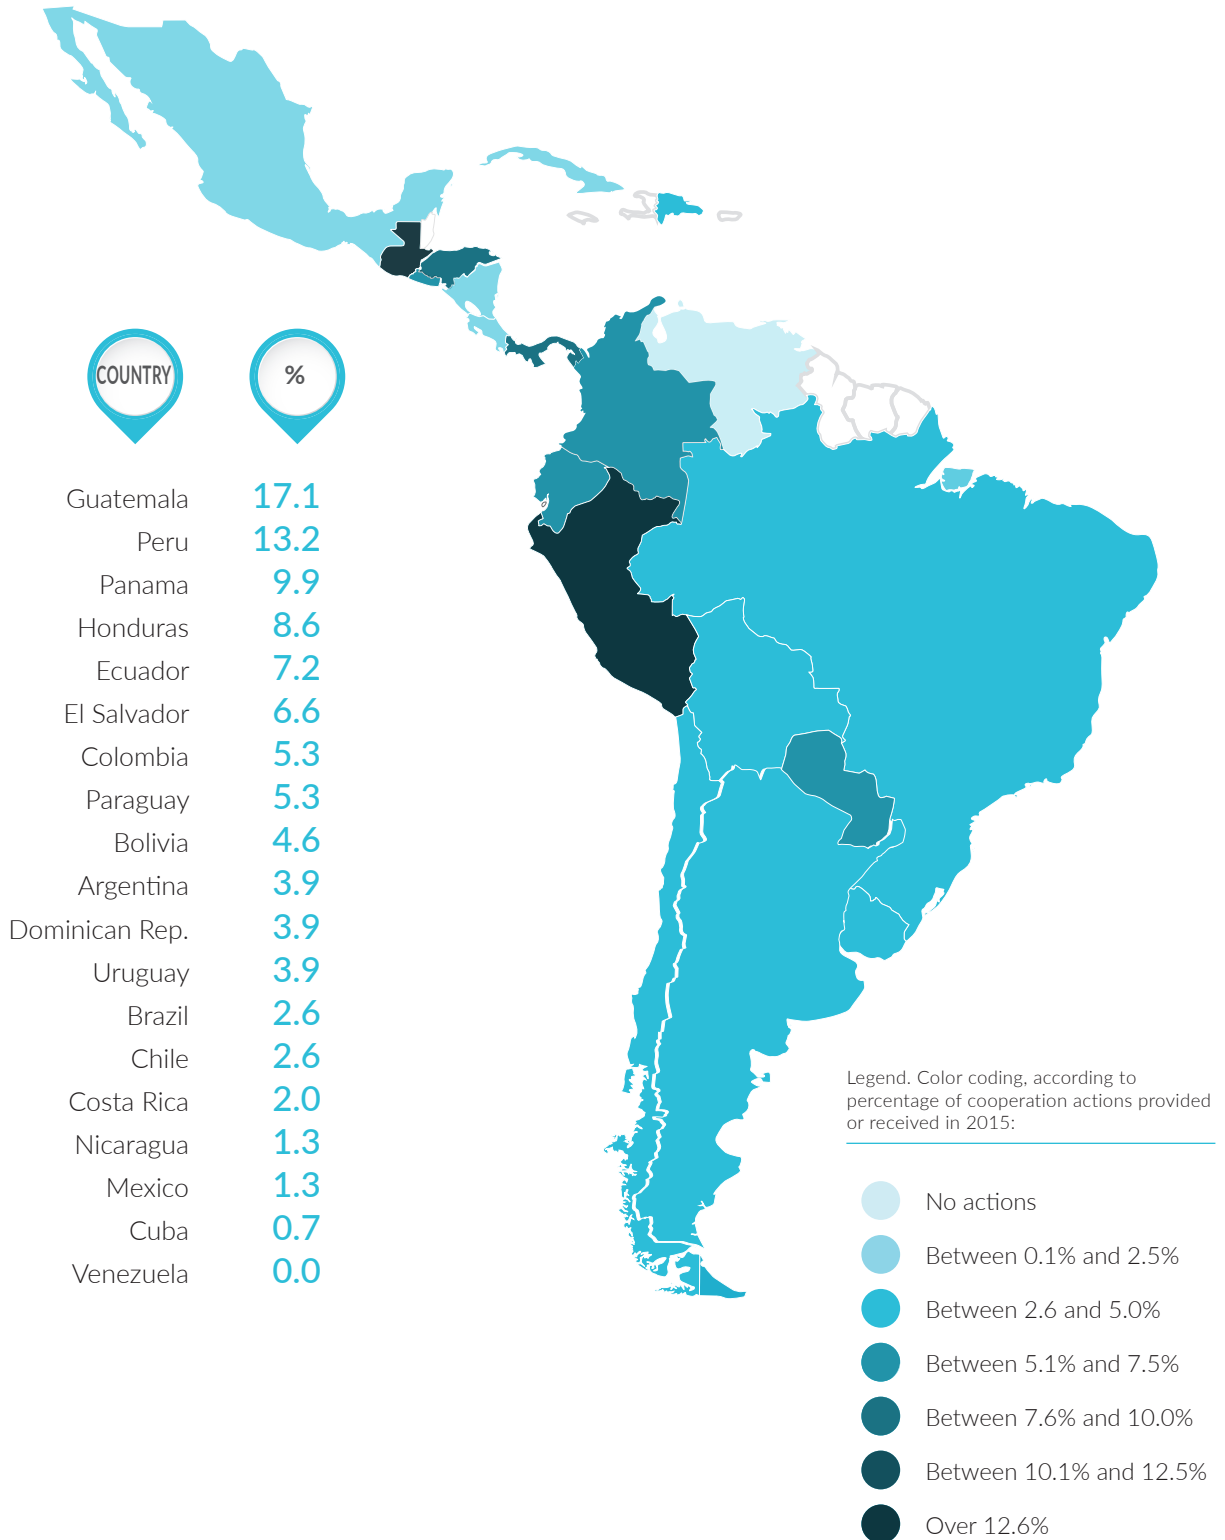 COUNTRY %
Guatemala 17.1
Peru 13.2
Panama 9.9
Honduras 8.6
Ecuador 7.2
El Salvador 6.6
Colombia 5.3
Paraguay 5.3
Bolivia 4.6
Argentina 3.9
Dominican Rep. 3.9
Uruguay 3.9
Brazil 2.6
Chile 2.6
Costa Rica 2.0
Nicaragua 1.3
Mexico 1.3
Cuba 0.7
Venezuela 0.0
Legend. Color coding, according to
percentage of cooperation actions provided
or received in 2015:
No actions
Between 0.1% and 2.5%
Between 2.6 and 5.0%
Between 5.1% and 7.5%
Between 7.6% and 10.0%
Between 10.1% and 12.5%
Over 12.6%